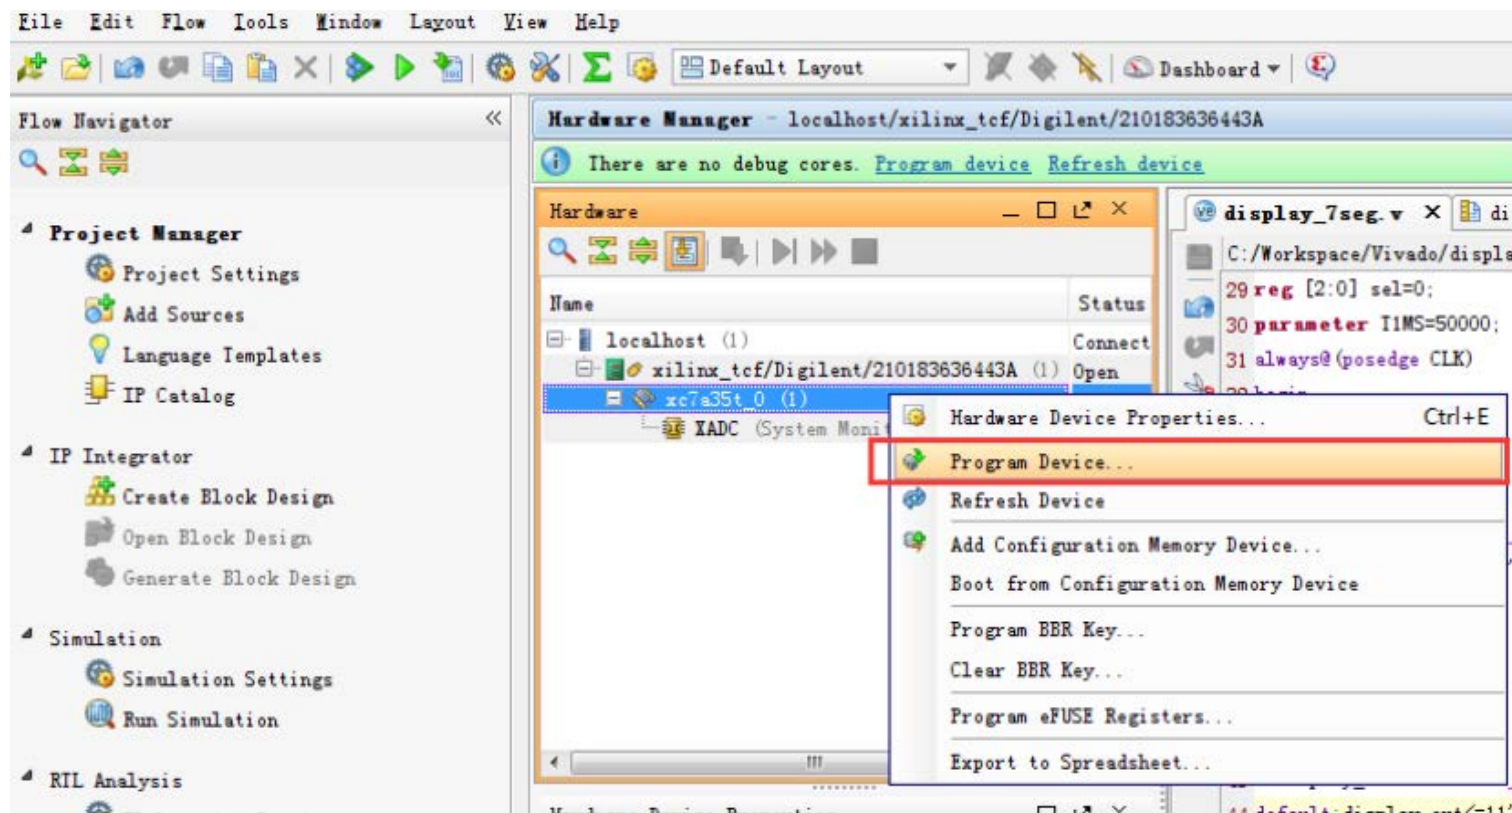 File Edit Flow Tools Window Layout View Help
Default Layout Dashboard
Flow Navigator
Project Manager
Project Settings
Add Sources
Language Templates
IP Catalog
IP Integrator
Create Block Design
Open Block Design
Generate Block Design
Simulation
Simulation Settings
Run Simulation
RTL Analysis
Hardware Manager - localhost/xilinx_tcf/Digilent/210183636443A
There are no debug cores. Program device Refresh device
Hardware
Name Status
localhost (1) Connect
xilinx_tcf/Digilent/210183636443A (1) Open
xc7a35t_0 (1)
XADC (System Monit
Hardware Device Properties... Ctrl+E
Program Device...
Refresh Device
Add Configuration Memory Device...
Boot from Configuration Memory Device
Program BBR Key...
Clear BBR Key...
Program eFUSE Registers...
Export to Spreadsheet...
display_7seg.v di
C:/Workspace/Vivado/displa
29 reg [2:0] sel=0;
30 parameter T1MS=50000;
31 always@(posedge CLK)